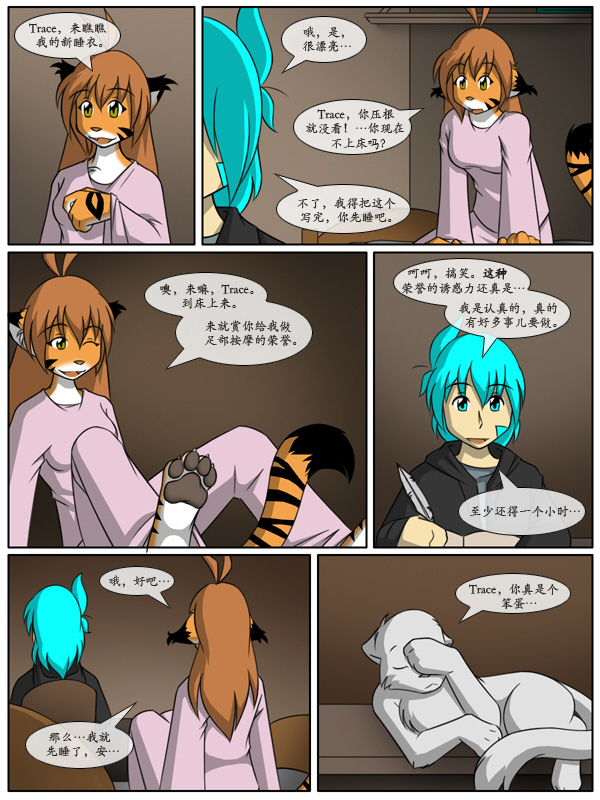 Trace，来瞧瞧
我的新睡衣。
哦，是，
很漂亮…
Trace，你压根
就没看！…你现在
不上床吗？
不了，我得把这个
写完，你先睡吧。
噢，来嘛，Trace。
到床上来。
来就赏你给我做
足部按摩的荣誉。
呵呵，搞笑。这种
荣誉的诱惑力还真是…
我是认真的，真的
有好多事儿要做。
至少还得一个小时…
哦，好吧…
那么…我就
先睡了，安…
Trace，你真是个
笨蛋…